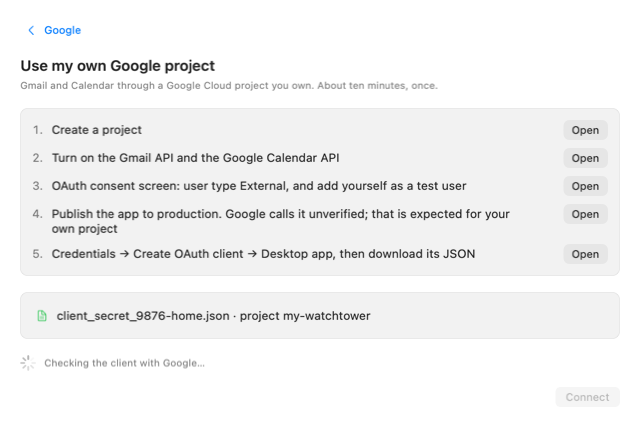 Google
Use my own Google project
Gmail and Calendar through a Google Cloud project you own. About ten minutes, once.
1. Create a project Open
2. Turn on the Gmail API and the Google Calendar API Open
3. OAuth consent screen: user type External, and add yourself as a test user Open
4. Publish the app to production. Google calls it unverified; that is expected for your Open
own project
5. Credentials → Create OAuth client → Desktop app, then download its JSON Open
client_secret_9876-home.json · project my-watchtower
Checking the client with Google...
Connect